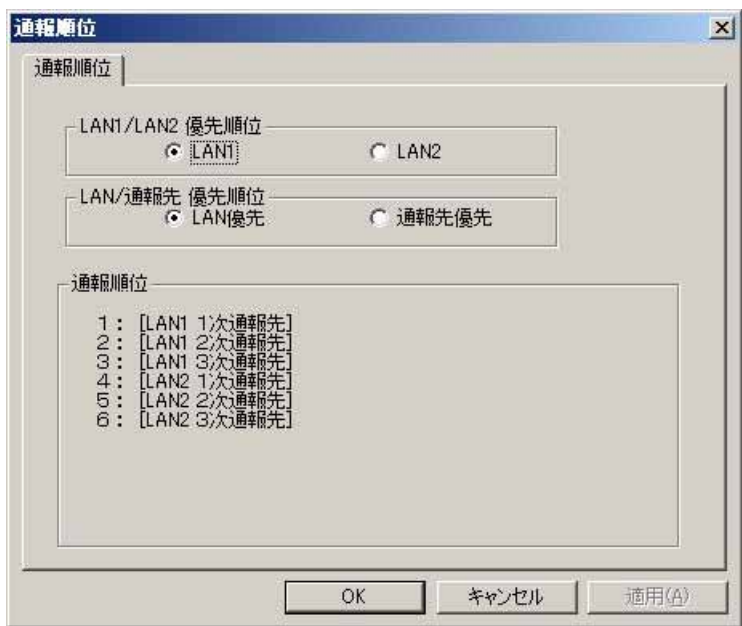 通報順位
通報順位
LAN1/LAN2 優先順位
LAN1 LAN2
LAN/通報先 優先順位
LAN優先 通報先優先
通報順位
1： [LAN1 1次通報先]
2： [LAN1 2次通報先]
3： [LAN1 3次通報先]
4： [LAN2 1次通報先]
5： [LAN2 2次通報先]
6： [LAN2 3次通報先]
OK キャンセル 適用(A)